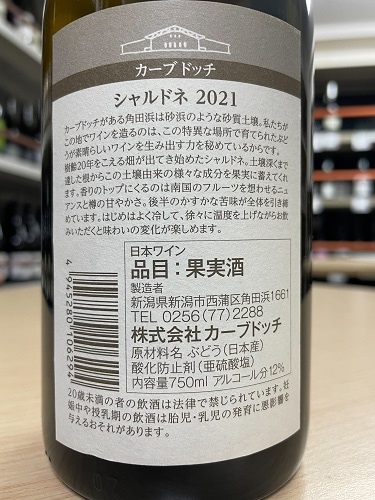 カーブドッチ
シャルドネ 2021
カーブドッチがある角田浜は砂浜のような砂質土壌。私たちが
この地でワインを造るのは、この特異な場所で育てられたぶど
うが素晴らしいワインを生み出す力を秘めているからです。
樹齢20年をこえる畑が出てき始めたシャルドネ。土壌深くまで
達した根からこの土壌由来の様々な成分を果実に蓄えてくれ
ます。香りのトップにくるのは南国のフルーツを想わせるニュ
アンスと樽の甘やかさ。後半のかすかな苦味が全体を引き締
めています。はじめはよく冷して、徐々に温度を上げながらお飲
みいただくと味わいの変化が楽しめます。
日本ワイン
品目：果実酒
製造者
新潟県新潟市西蒲区角田浜1661
TEL 0256(77)2288
株式会社カーブドッチ
原材料名 ぶどう(日本産)
酸化防止剤(亜硫酸塩)
内容量750ml アルコール分12%
4 945280 106294
20歳未満の者の飲酒は法律で禁じられています。妊
娠中や授乳期の飲酒は胎児・乳児の発育に悪影響を
与えるおそれがあります。